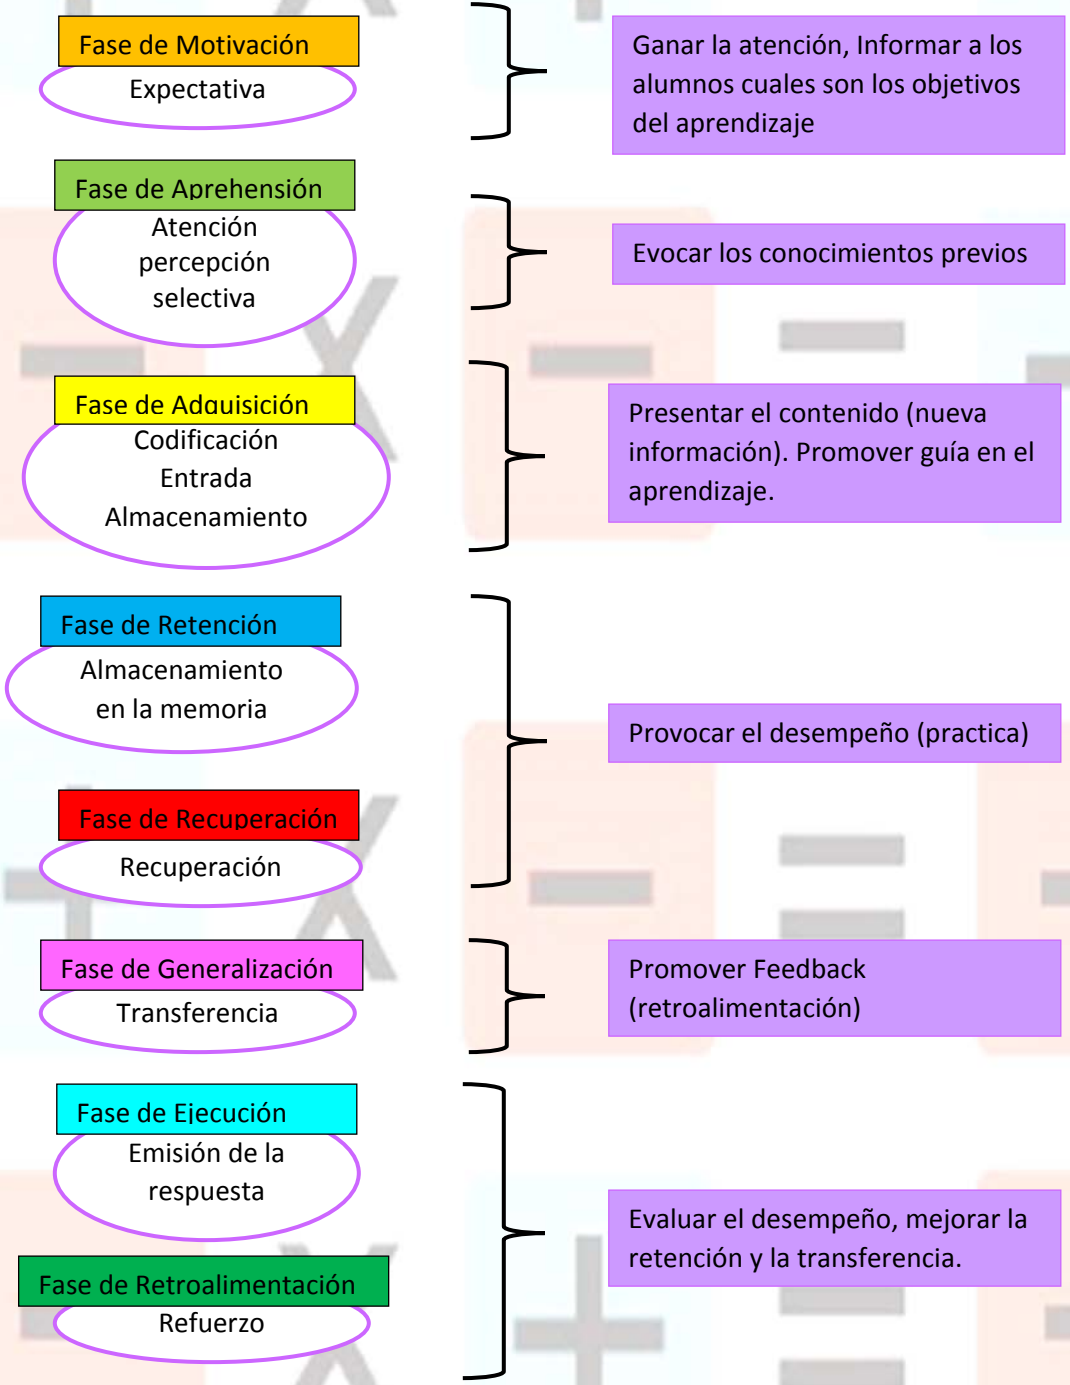 Fase de Motivación
Expectativa
Ganar la atención, Informar a los
alumnos cuales son los objetivos
del aprendizaje
Fase de Aprehensión
Atención
percepción
selectiva
Evocar los conocimientos previos
Fase de Adquisición
Codificación
Entrada
Almacenamiento
Presentar el contenido (nueva
información). Promover guía en el
aprendizaje.
Fase de Retención
Almacenamiento
en la memoria
Fase de Recuperación
Recuperación
Provocar el desempeño (practica)
Fase de Generalización
Transferencia
Promover Feedback
(retroalimentación)
Fase de Ejecución
Emisión de la
respuesta
Fase de Retroalimentación
Refuerzo
Evaluar el desempeño, mejorar la
retención y la transferencia.